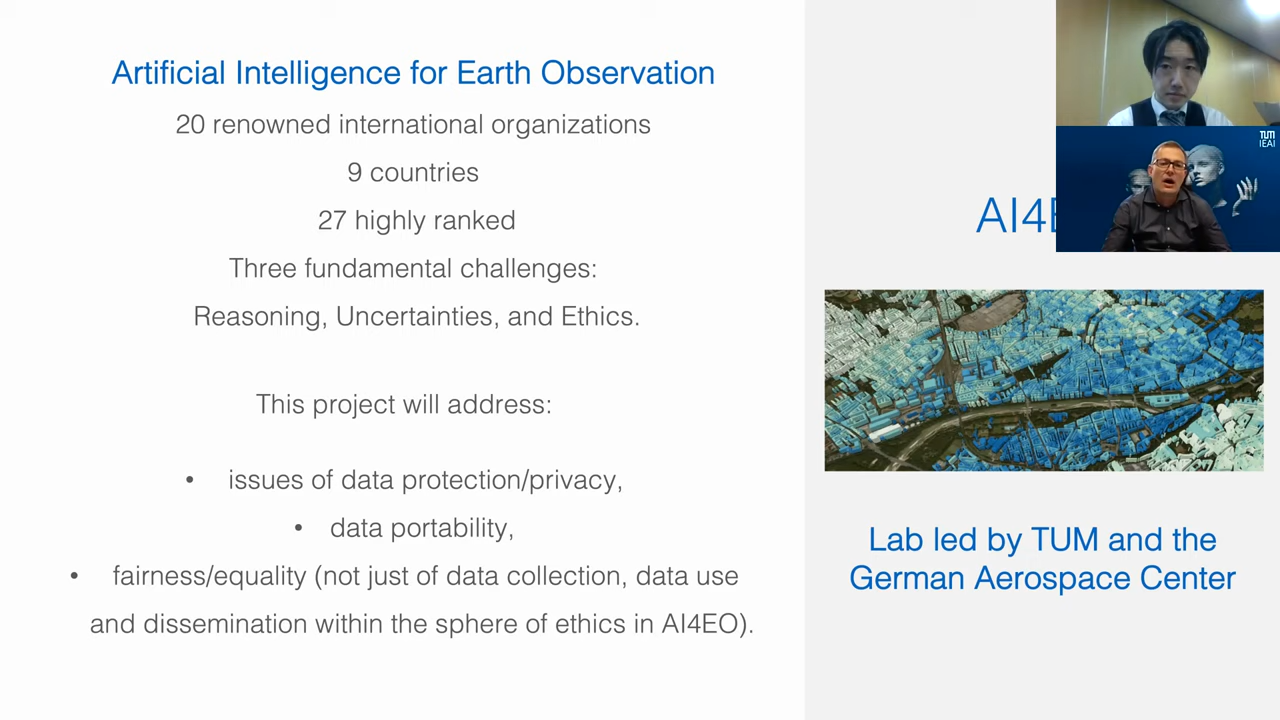 Artificial Intelligence for Earth Observation
20 renowned international organizations
9 countries
27 highly ranked
Three fundamental challenges:
Reasoning, Uncertainties, and Ethics.
This project will address:
• issues of data protection/privacy,
• data portability,
• fairness/equality (not just of data collection, data use
and dissemination within the sphere of ethics in AI4EO).
TUM
IEAI
AI4E
Lab led by TUM and the
German Aerospace Center